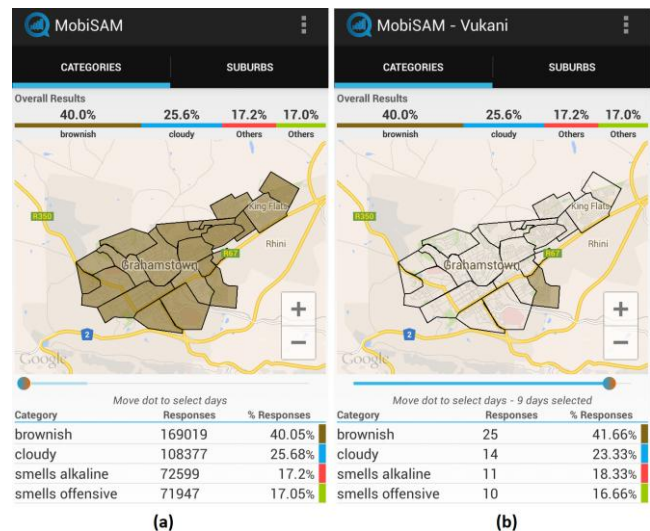 MobiSAM
CATEGORIES SUBURBS
Overall Results
40.0% 25.6% 17.2% 17.0%
brownish cloudy Others Others
King Flats
R350
R67
Rhini
Grahamstown
+
2
−
Google
Move dot to select days
Category Responses % Responses
brownish 169019 40.05%
cloudy 108377 25.68%
smells alkaline 72599 17.2%
smells offensive 71947 17.05%
(a)
MobiSAM - Vukani
CATEGORIES SUBURBS
Overall Results
40.0% 25.6% 17.2% 17.0%
brownish cloudy Others Others
King Flats
R350
R67
Rhini
Grahamstown
+
2
−
Google
Move dot to select days - 9 days selected
Category Responses % Responses
brownish 25 41.66%
cloudy 14 23.33%
smells alkaline 11 18.33%
smells offensive 10 16.66%
(b)